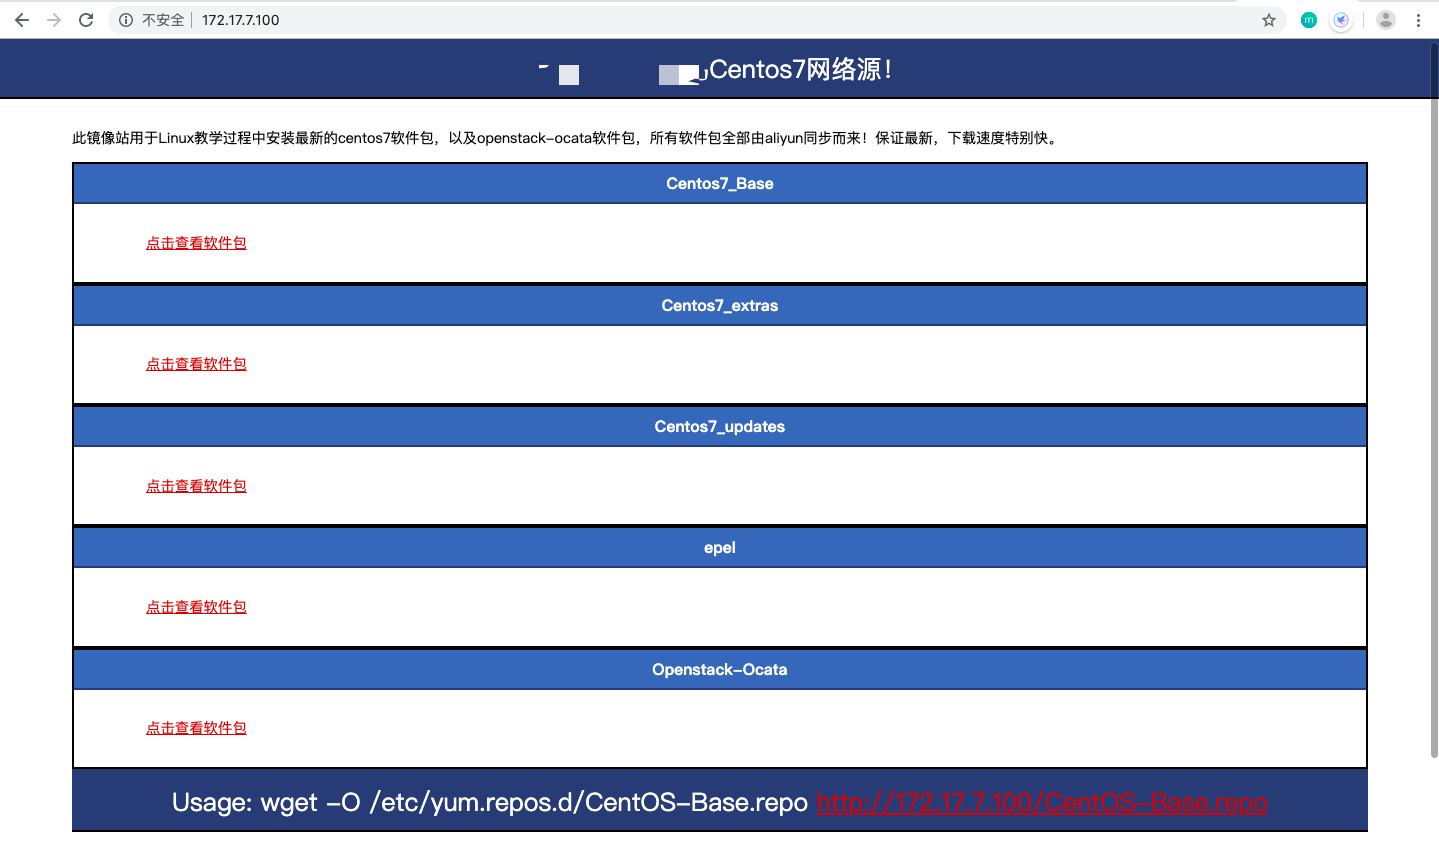 不安全 172.17.7.100
Centos7网络源！
此镜像站用于Linux教学过程中安装最新的centos7软件包，以及openstack-ocata软件包，所有软件包全部由aliyun同步而来！保证最新，下载速度特别快。
Centos7_Base
点击查看软件包
Centos7_extras
点击查看软件包
Centos7_updates
点击查看软件包
epel
点击查看软件包
Openstack-Ocata
点击查看软件包
Usage: wget -O /etc/yum.repos.d/CentOS-Base.repo http://172.17.7.100/CentOS-Base.repo